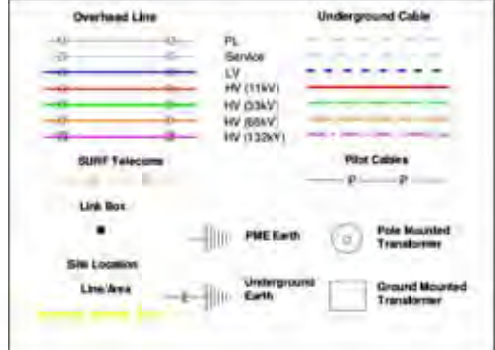 Overhead Line
Underground Cable
PL
Service
LV
HV (11kV)
HV (33kV)
HV (66kV)
HV (132kV)
SURF Telecoms
Pilot Cables
P P
Link Box
PME Earth
Pole Mounted
Transformer
Site Location
Line/Area
Underground
Earth
Ground Mounted
Transformer